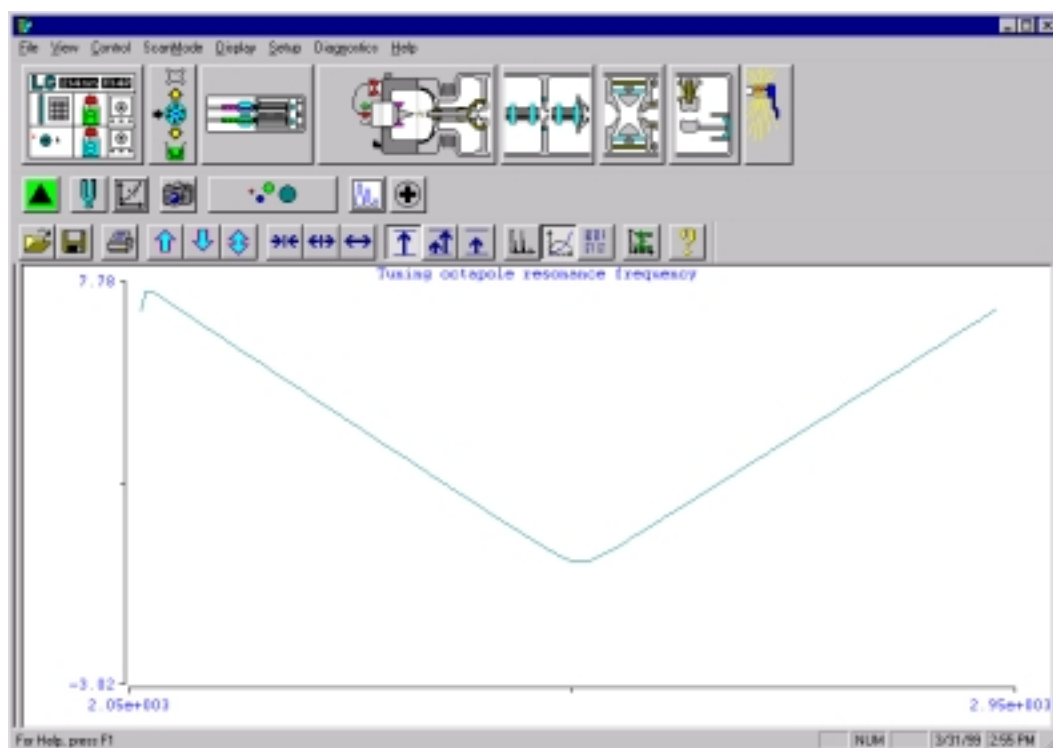 File View Control ScanMode Display Setup Diagnostics Help
LC
Tuning octapole resonance frequency
7.78
-3.82
2.05e+003 2.95e+003
For Help, press F1 NUM 3/31/99 2:55 PM